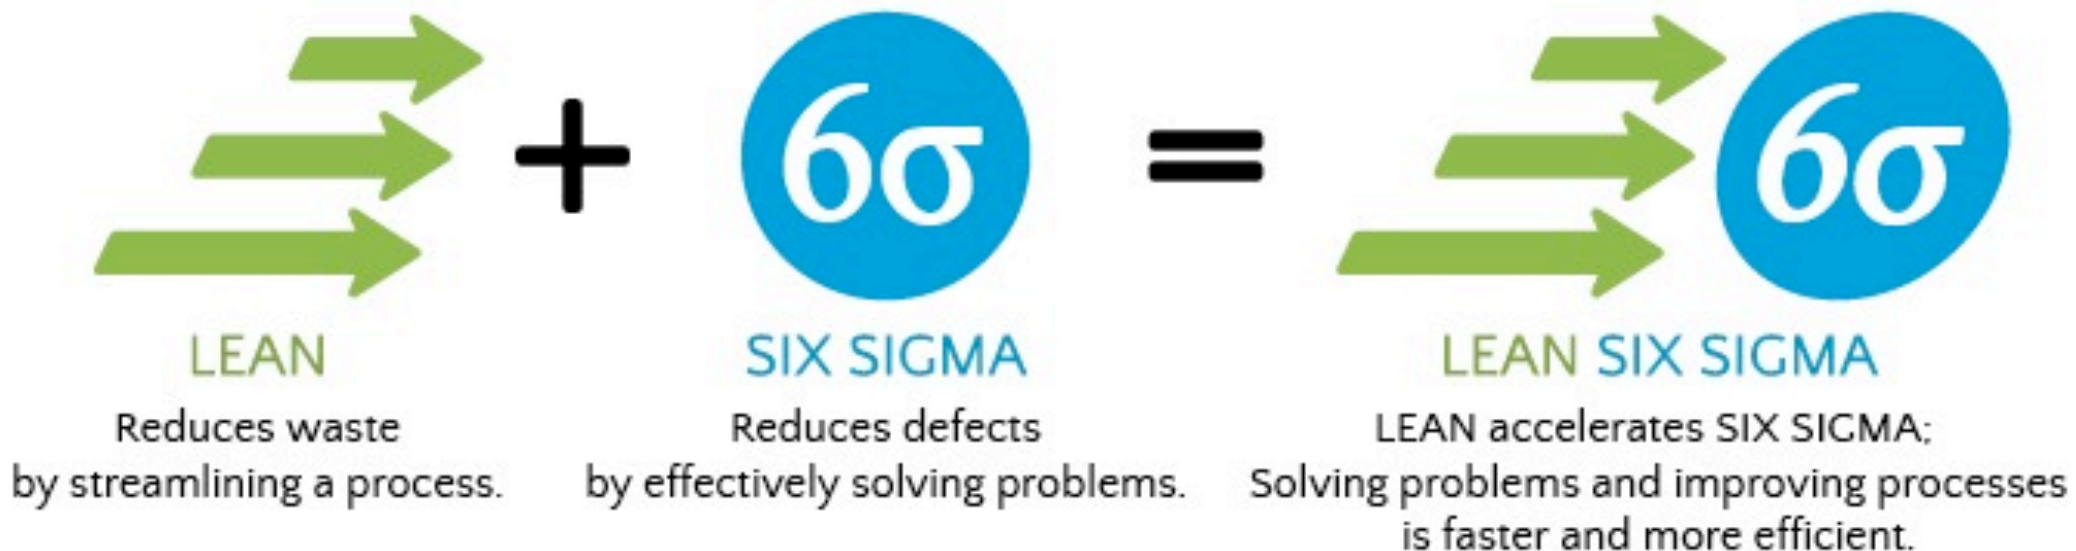 +
6σ
=
6σ
LEAN
SIX SIGMA
LEAN SIX SIGMA
Reduces waste
by streamlining a process.
Reduces defects
by effectively solving problems.
LEAN accelerates SIX SIGMA;
Solving problems and improving processes
is faster and more efficient.